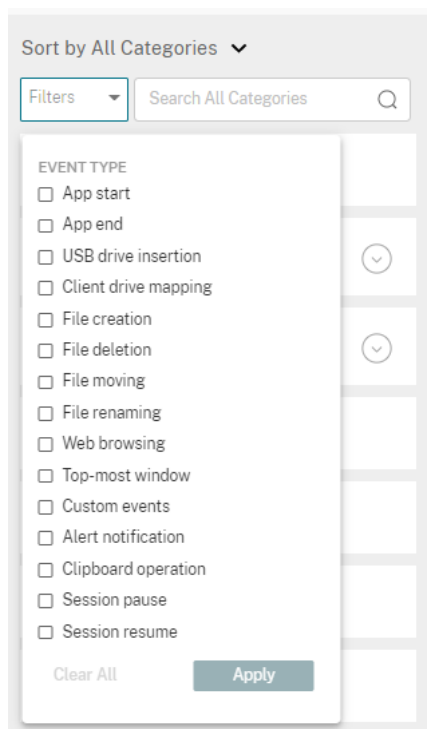 Sort by All Categories
Filters
Search All Categories
EVENT TYPE
App start
App end
USB drive insertion
Client drive mapping
File creation
File deletion
File moving
File renaming
Web browsing
Top-most window
Custom events
Alert notification
Clipboard operation
Session pause
Session resume
Clear All
Apply